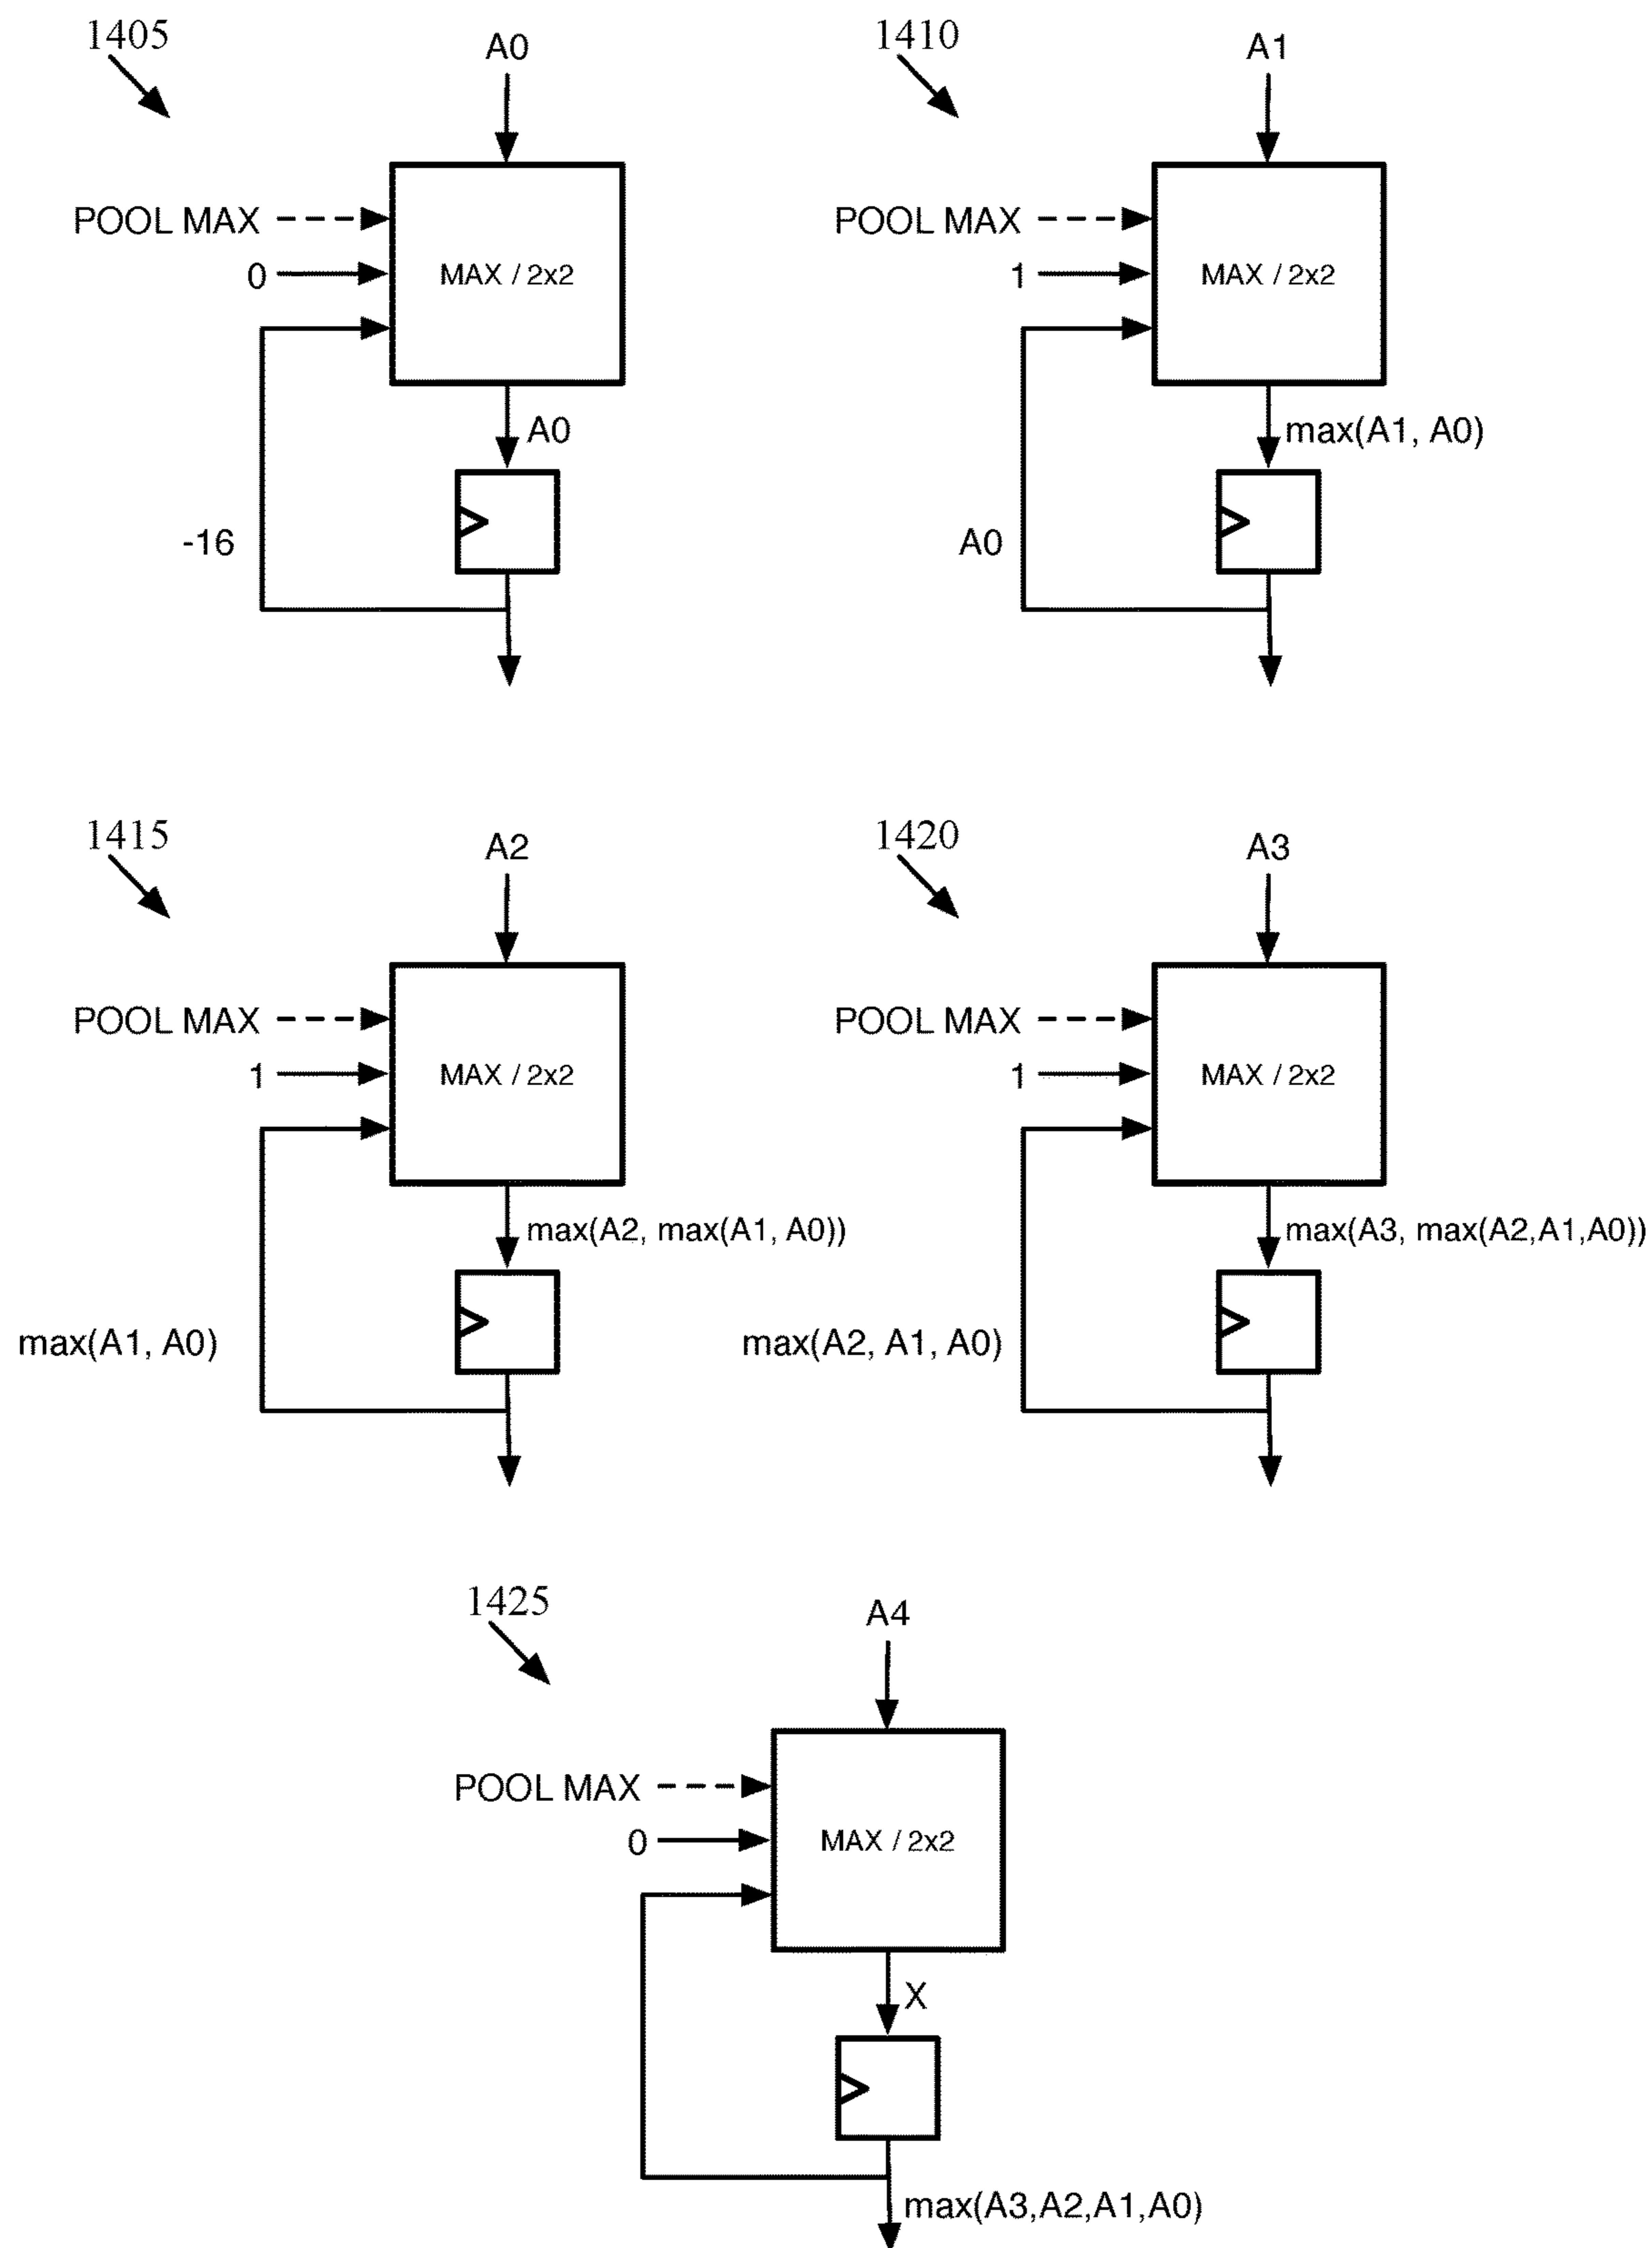 1405
A0
POOL MAX
0
MAX / 2x2
A0
-16
1410
A1
POOL MAX
1
MAX / 2x2
max(A1, A0)
A0
1415
A2
POOL MAX
1
MAX / 2x2
max(A2, max(A1, A0))
max(A1, A0)
1420
A3
POOL MAX
1
MAX / 2x2
max(A3, max(A2,A1,A0))
max(A2, A1, A0)
1425
A4
POOL MAX
0
MAX / 2x2
X
max(A3,A2,A1,A0)